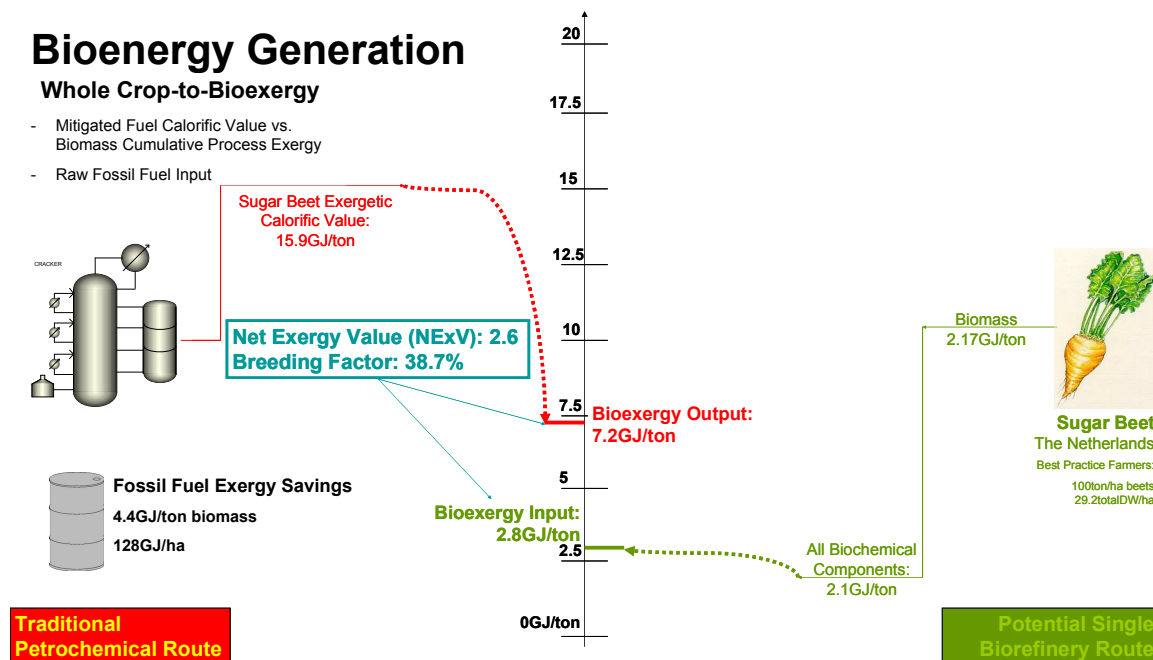 Bioenergy Generation
Whole Crop-to-Bioexergy
- Mitigated Fuel Calorific Value vs.
Biomass Cumulative Process Exergy
- Raw Fossil Fuel Input
20
17.5
15
12.5
10
7.5
5
2.5
0GJ/ton
Sugar Beet Exergetic
Calorific Value:
15.9GJ/ton
CRACKER
Net Exergy Value (NExV): 2.6
Breeding Factor: 38.7%
Bioexergy Output:
7.2GJ/ton
Bioexergy Input:
2.8GJ/ton
Fossil Fuel Exergy Savings
4.4GJ/ton biomass
128GJ/ha
Biomass
2.17GJ/ton
Sugar Beet
The Netherlands
Best Practice Farmers:
100ton/ha beets
29.2totalDW/ha
All Biochemical
Components:
2.1GJ/ton
Traditional
Petrochemical Route
Potential Single
Biorefinery Route